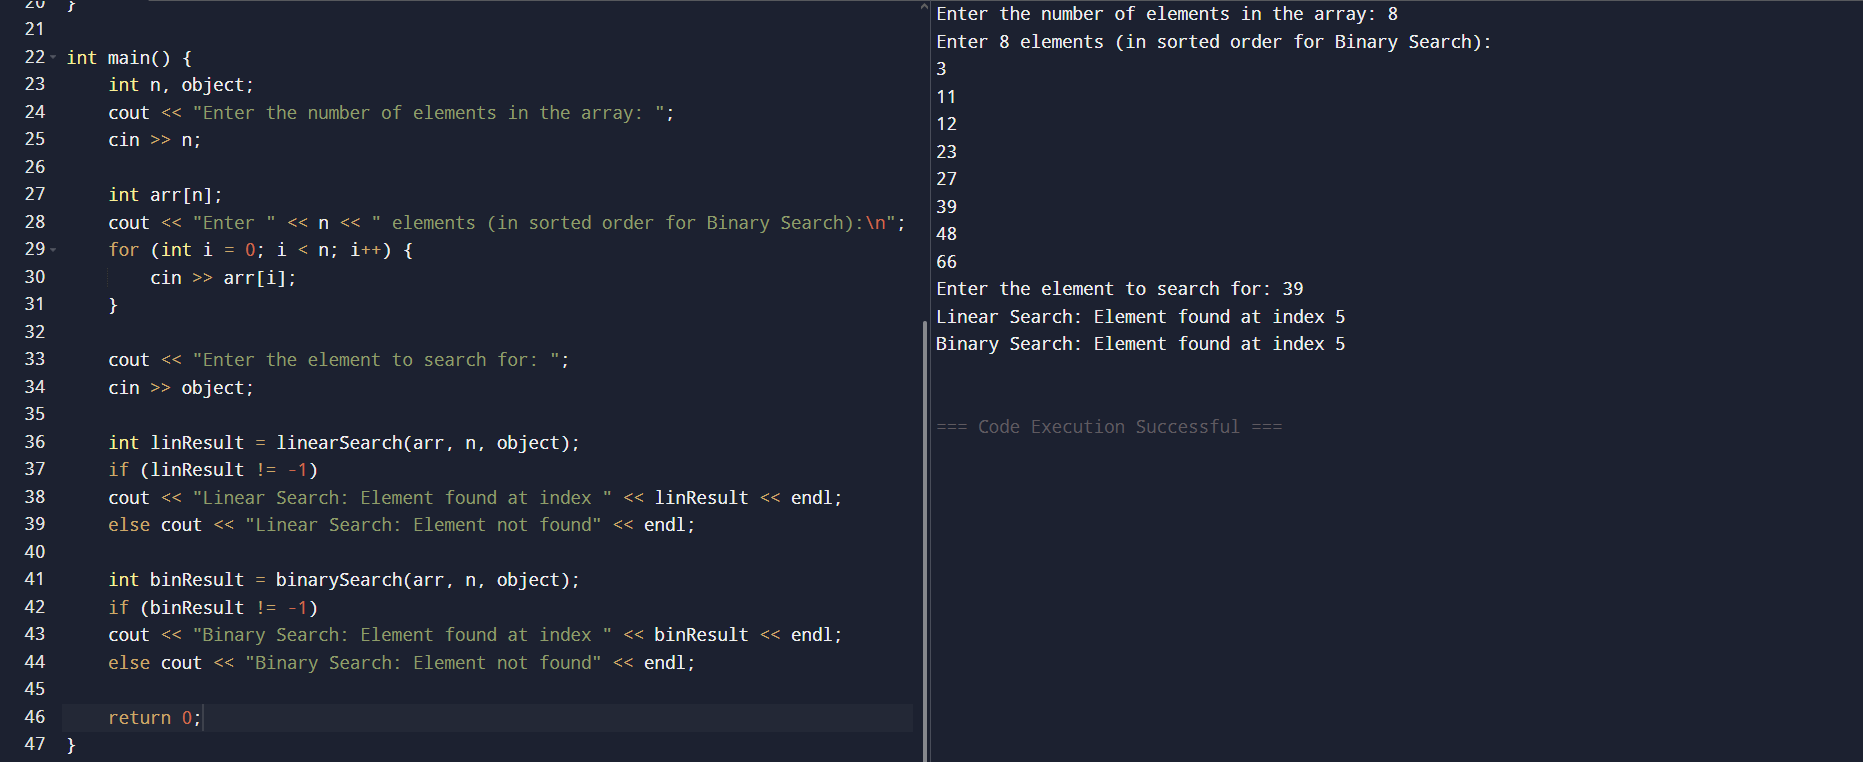 20 }
21
22 int main() {
23     int n, object;
24     cout << "Enter the number of elements in the array: ";
25     cin >> n;
26
27     int arr[n];
28     cout << "Enter " << n << " elements (in sorted order for Binary Search):\n";
29     for (int i = 0; i < n; i++) {
30         cin >> arr[i];
31     }
32
33     cout << "Enter the element to search for: ";
34     cin >> object;
35
36     int linResult = linearSearch(arr, n, object);
37     if (linResult != -1)
38     cout << "Linear Search: Element found at index " << linResult << endl;
39     else cout << "Linear Search: Element not found" << endl;
40
41     int binResult = binarySearch(arr, n, object);
42     if (binResult != -1)
43     cout << "Binary Search: Element found at index " << binResult << endl;
44     else cout << "Binary Search: Element not found" << endl;
45
46     return 0;
47 }
Enter the number of elements in the array: 8
Enter 8 elements (in sorted order for Binary Search):
3
11
12
23
27
39
48
66
Enter the element to search for: 39
Linear Search: Element found at index 5
Binary Search: Element found at index 5
=== Code Execution Successful ===